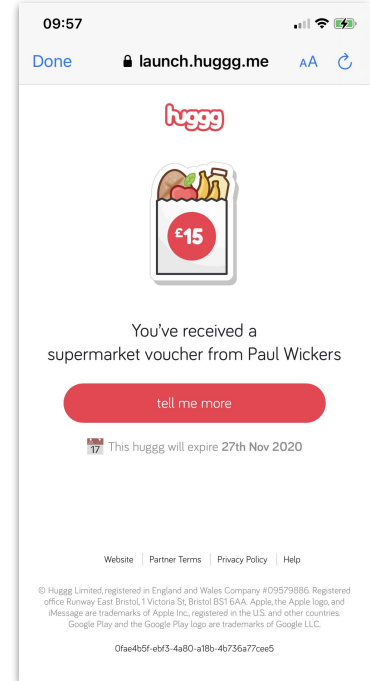 09:57
Done launch.huggg.me AA
huggg
£15
You've received a
supermarket voucher from Paul Wickers
tell me more
17 This huggg will expire 27th Nov 2020
Website Partner Terms Privacy Policy Help
© Huggg Limited, registered in England and Wales Company #09579886. Registered
office Runway East Bristol, 1 Victoria St, Bristol BS1 6AA. Apple, the Apple logo, and
iMessage are trademarks of Apple Inc., registered in the U.S. and other countries.
Google Play and the Google Play logo are trademarks of Google LLC.
0fae4b5f-ebf3-4a80-a18b-4b736a77cee5